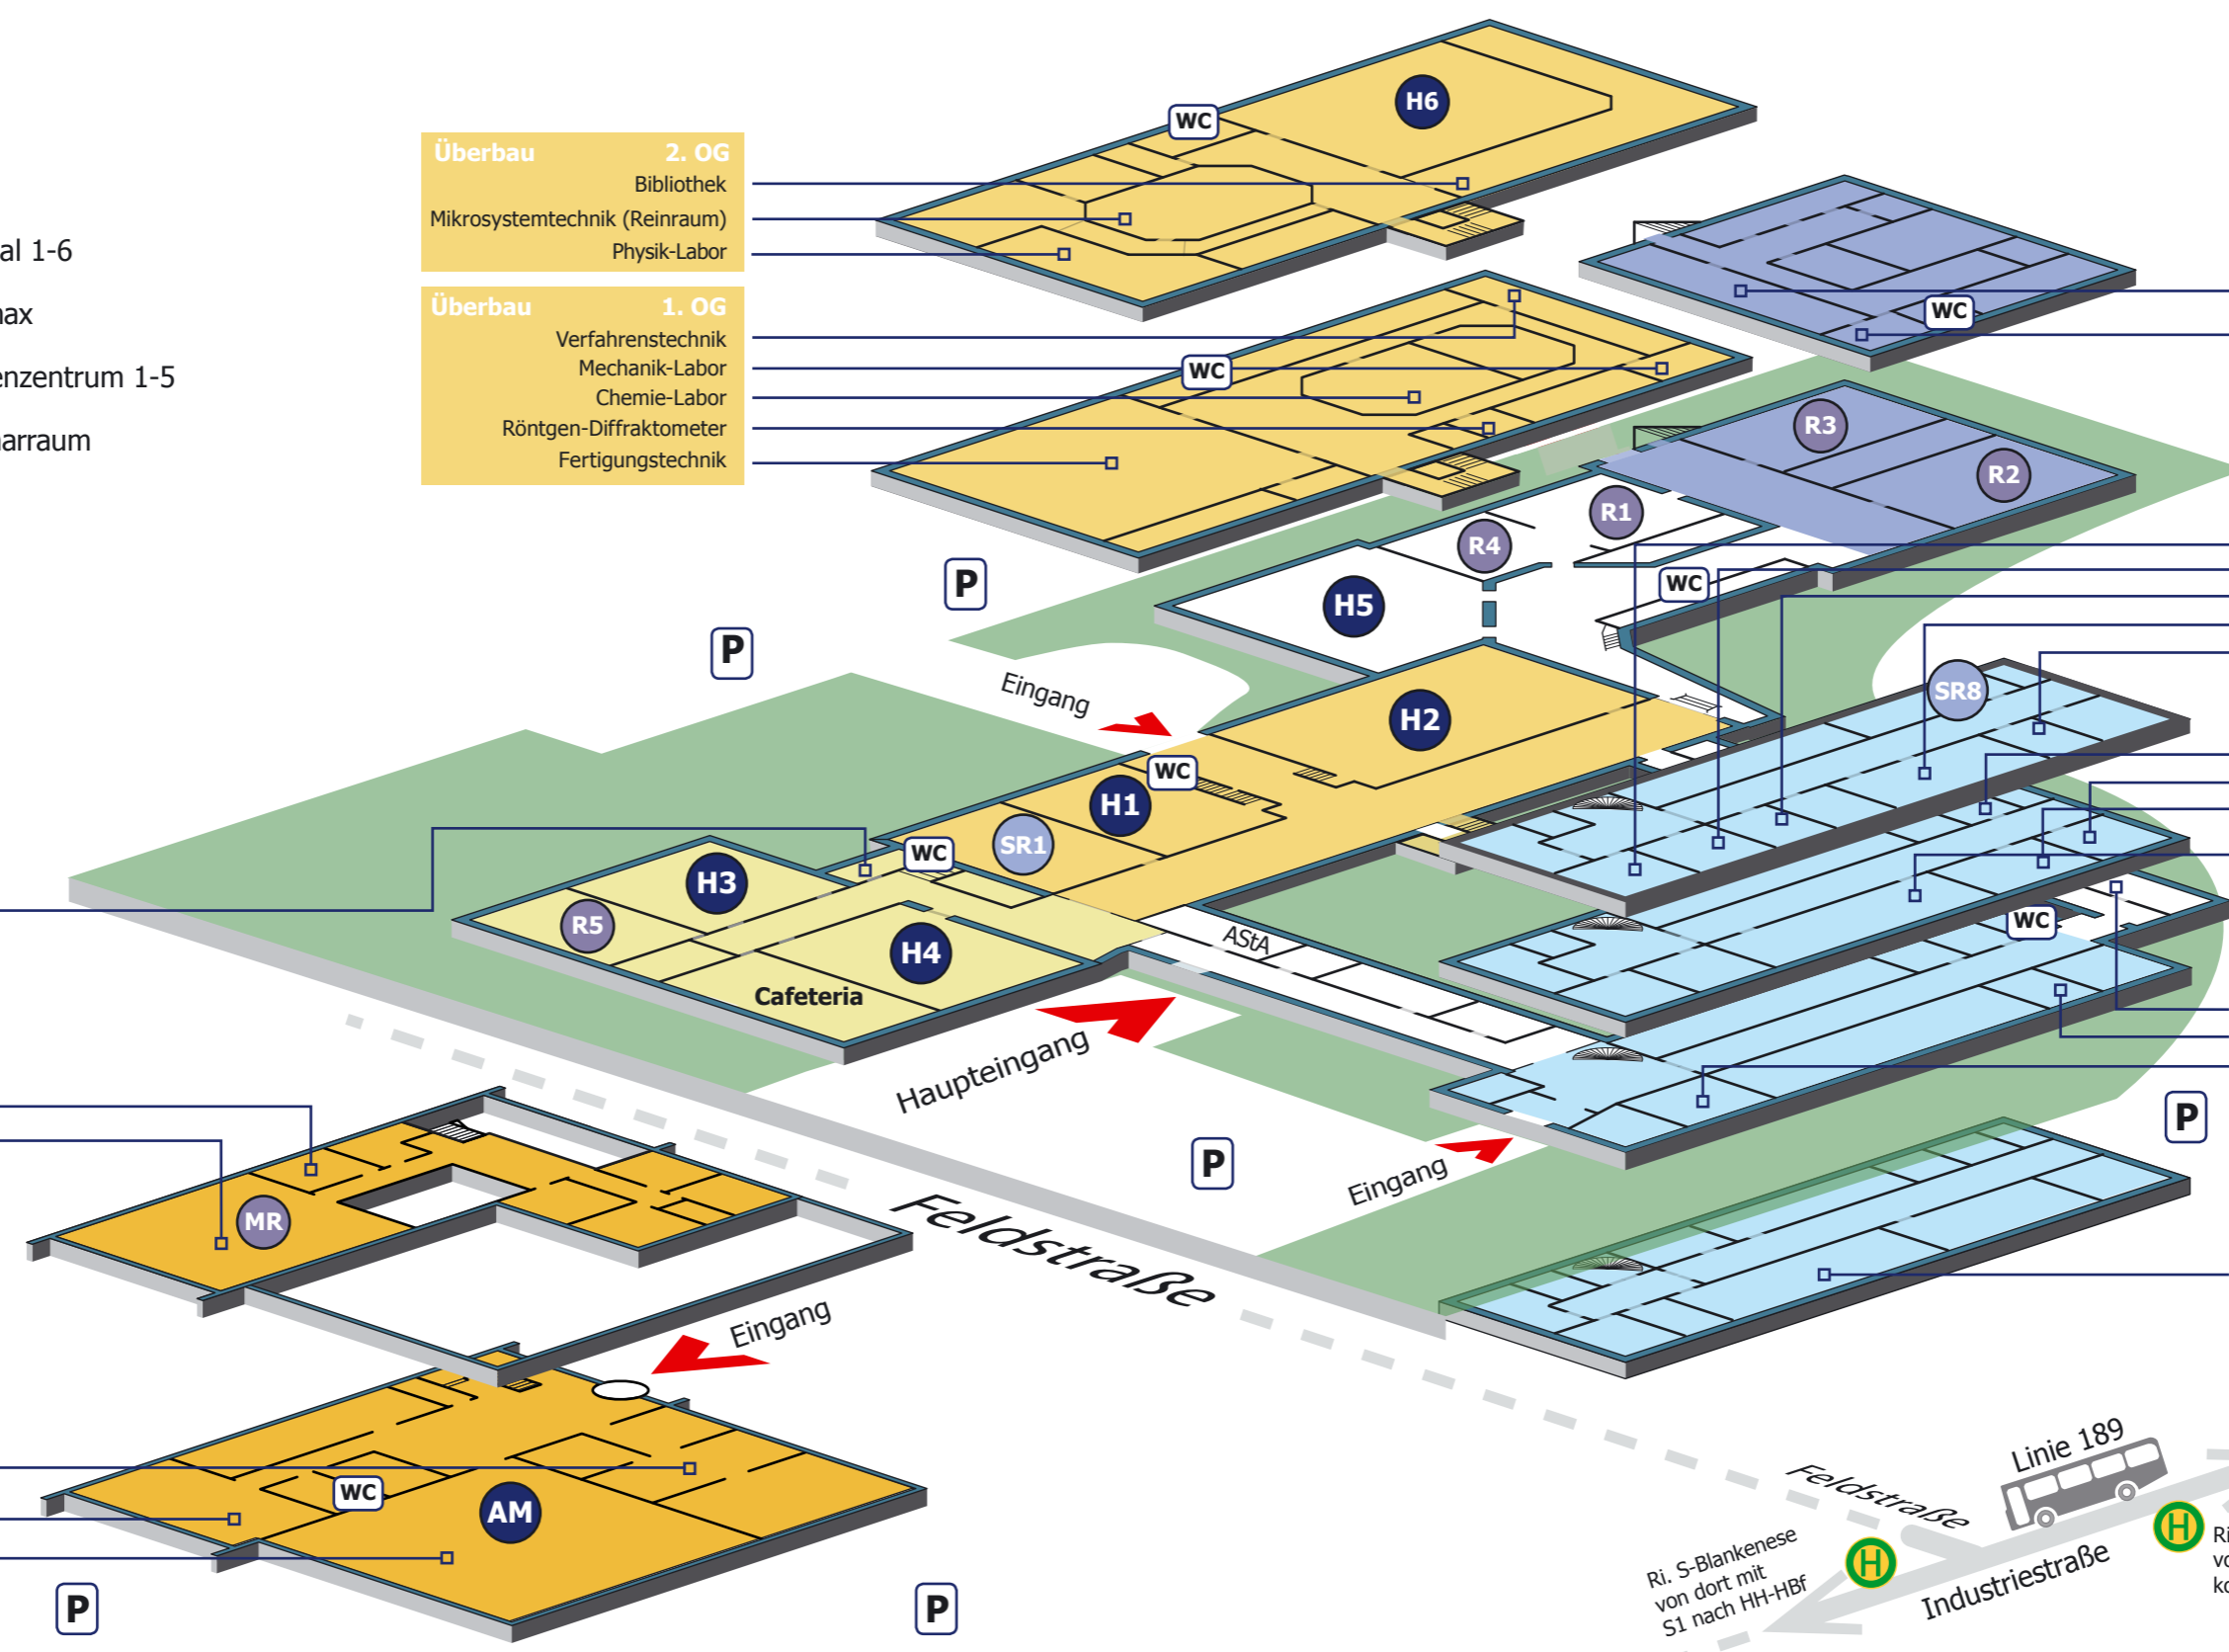 H6
WC
Überbau 2. OG
Bibliothek
Mikrosystemtechnik (Reinraum)
Physik-Labor
al 1-6
Überbau 1. OG
Verfahrenstechnik
Mechanik-Labor
Chemie-Labor
Röntgen-Diffraktometer
Fertigungstechnik
WC
WC
enzentrum 1-5
arraum
R3
R2
R1
R4
P
WC
H5
P
Eingang
SR8
H2
WC
H1
SR1
WC
H3
R5
H4
AStA
WC
Cafeteria
Haupteingang
P
P
Eingang
MR
Feldstraße
Eingang
WC
AM
Linie 189
Feldstraße
H
H
Ri. S-Blankenese
von dort mit
S1 nach HH-HBf
Industriestraße
P
P